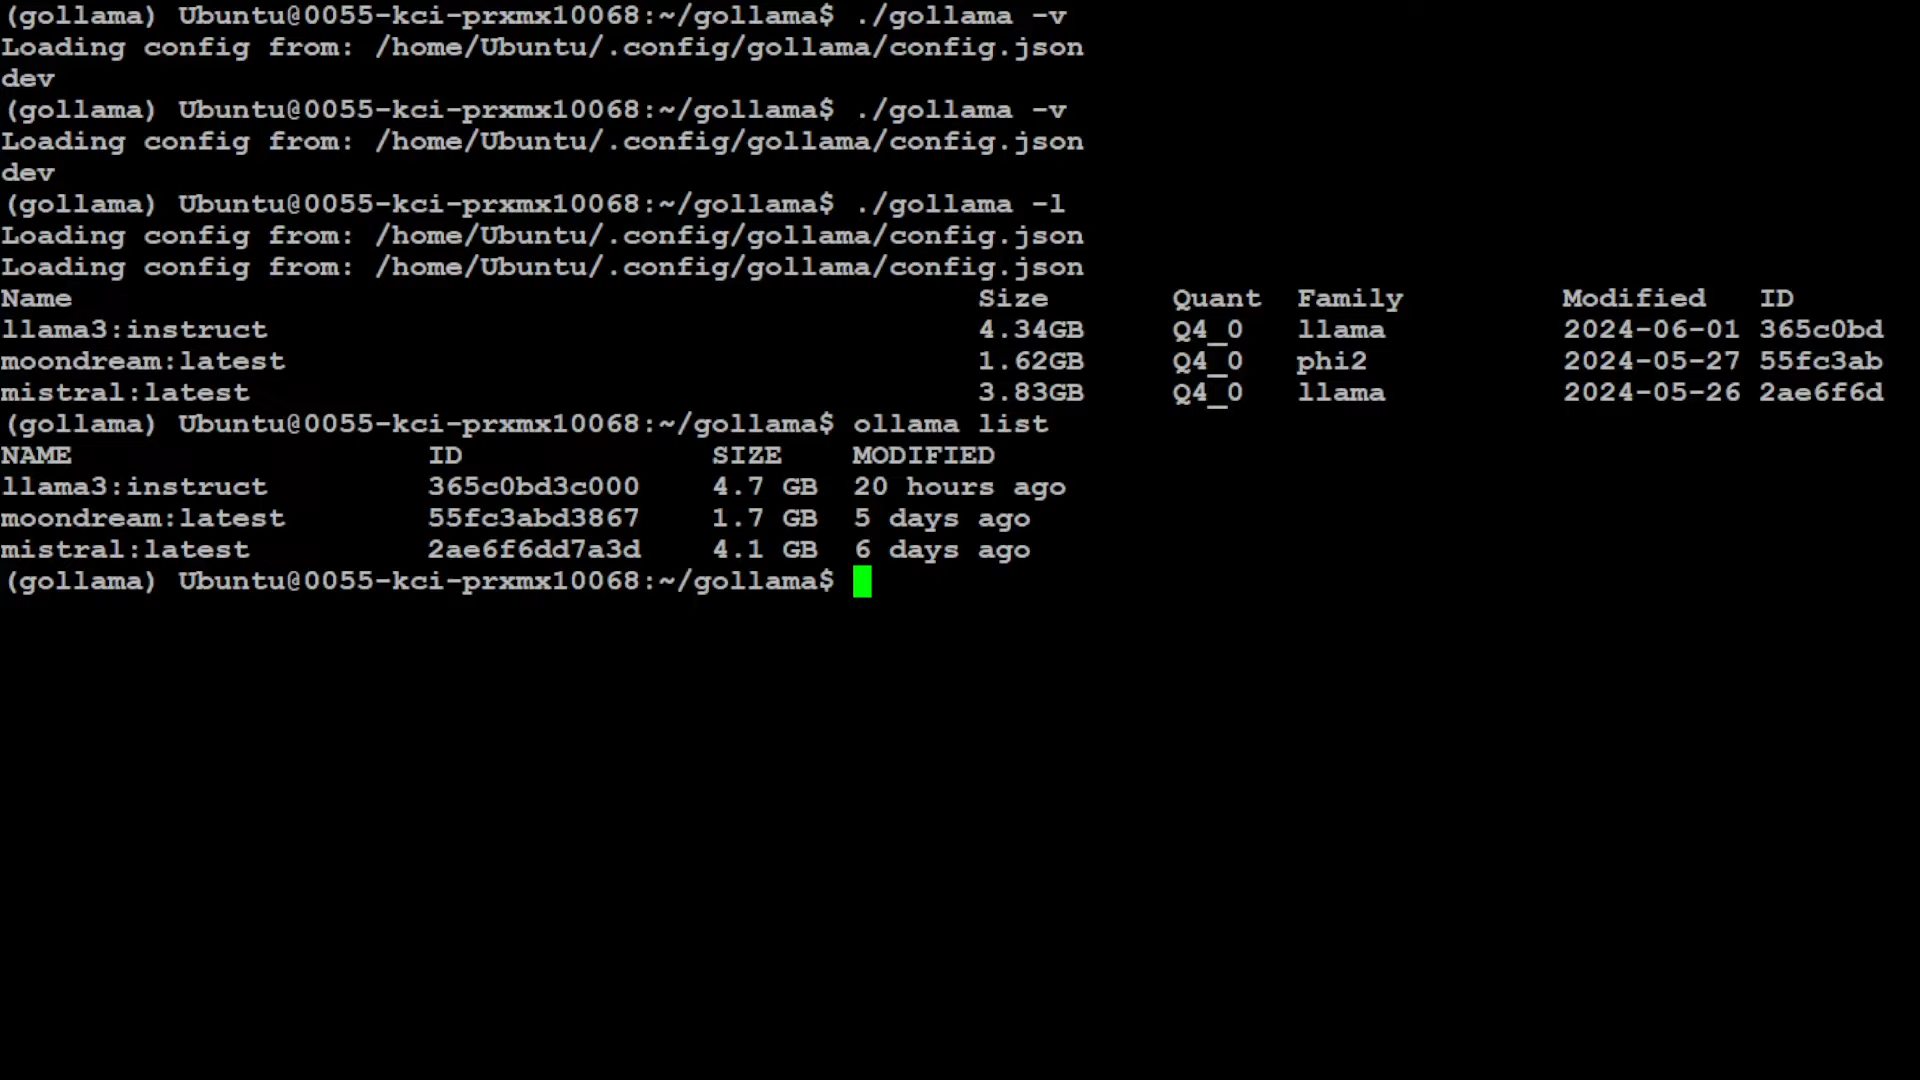 (gollama) Ubuntu@0055-kci-prxmx10068:~/gollama$ ./gollama -v
Loading config from: /home/Ubuntu/.config/gollama/config.json
dev
(gollama) Ubuntu@0055-kci-prxmx10068:~/gollama$ ./gollama -v
Loading config from: /home/Ubuntu/.config/gollama/config.json
dev
(gollama) Ubuntu@0055-kci-prxmx10068:~/gollama$ ./gollama -l
Loading config from: /home/Ubuntu/.config/gollama/config.json
Loading config from: /home/Ubuntu/.config/gollama/config.json
Name Size Quant Family Modified ID
llama3:instruct 4.34GB Q4_0 llama 2024-06-01 365c0bd
moondream:latest 1.62GB Q4_0 phi2 2024-05-27 55fc3ab
mistral:latest 3.83GB Q4_0 llama 2024-05-26 2ae6f6d
(gollama) Ubuntu@0055-kci-prxmx10068:~/gollama$ ollama list
NAME ID SIZE MODIFIED
llama3:instruct 365c0bd3c000 4.7 GB 20 hours ago
moondream:latest 55fc3abd3867 1.7 GB 5 days ago
mistral:latest 2ae6f6dd7a3d 4.1 GB 6 days ago
(gollama) Ubuntu@0055-kci-prxmx10068:~/gollama$